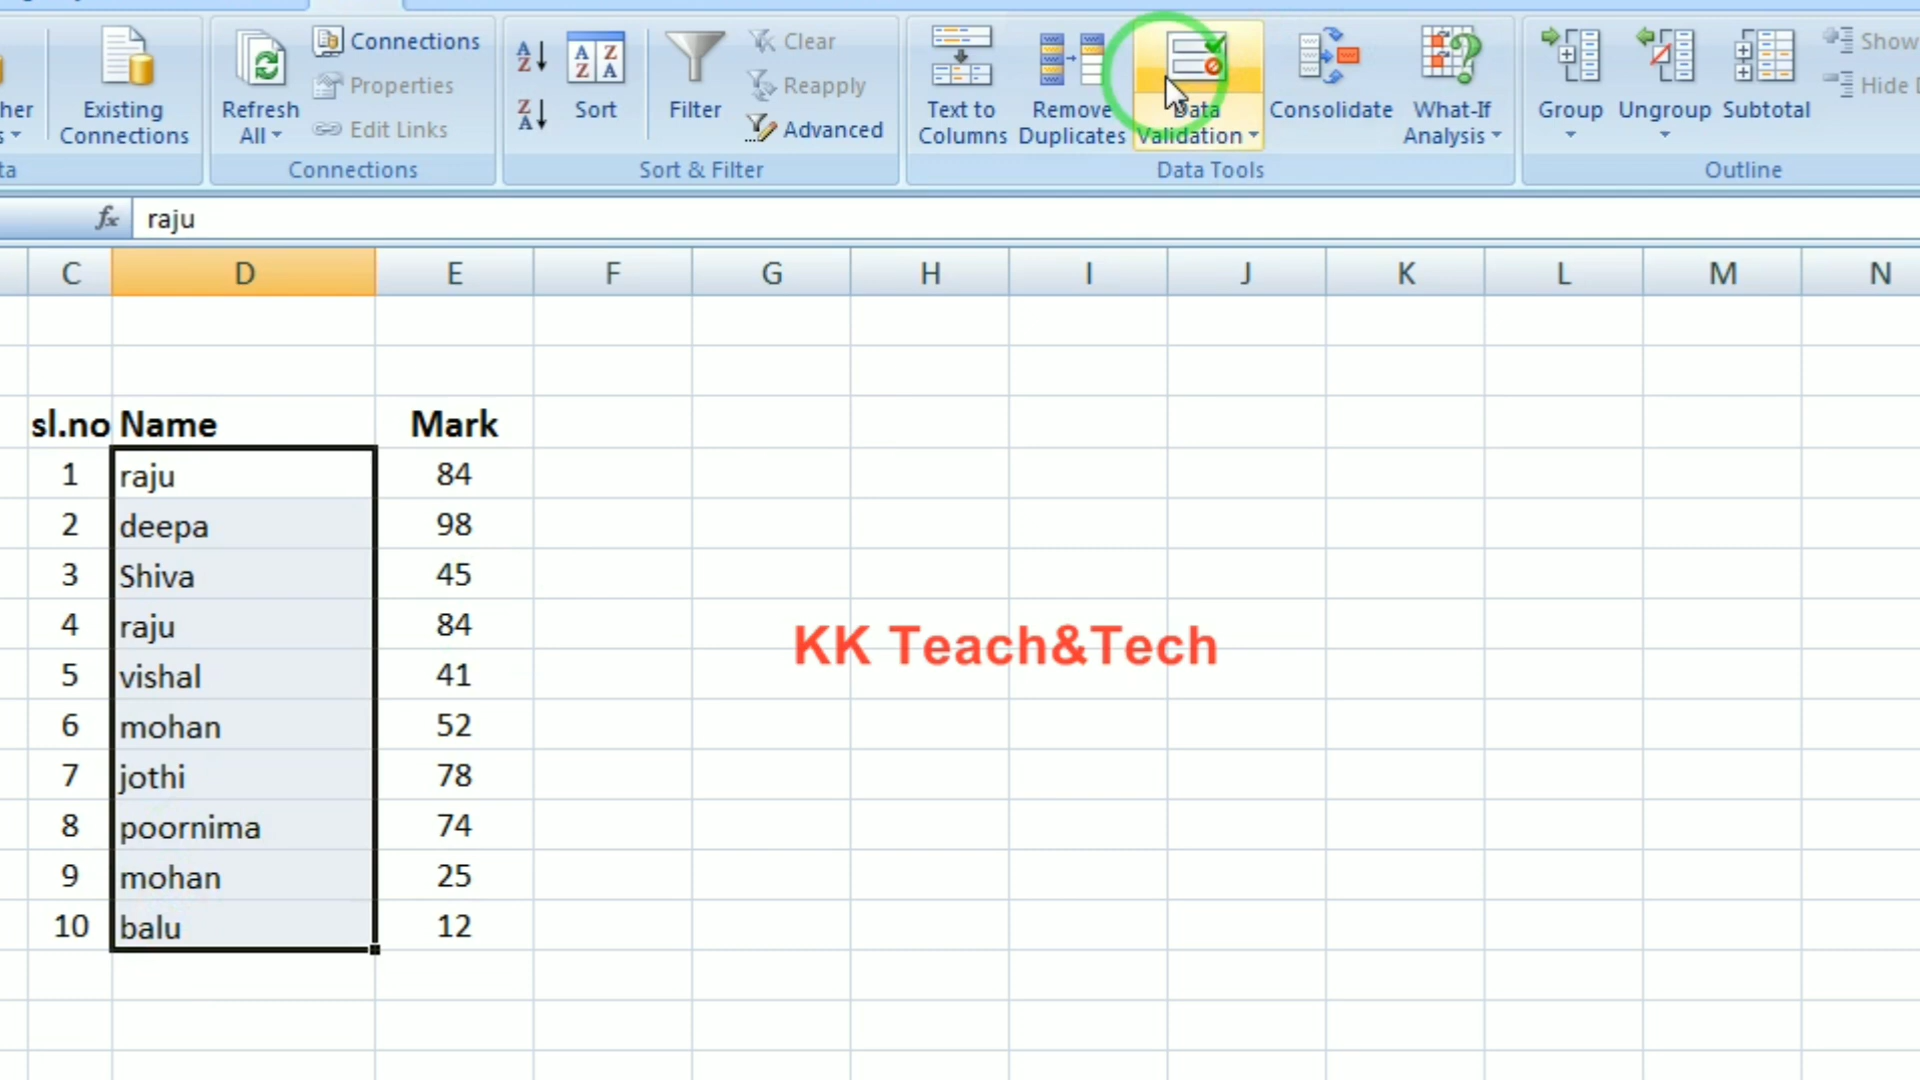 her
s
Existing
Connections
ta
Refresh
All
Connections
Properties
Edit Links
Connections
A
Z
Z
A
A Z
Z A
Sort
Filter
Clear
Reapply
Advanced
Sort & Filter
Text to
Columns
Remove
Duplicates
Data
Validation
Consolidate
What-If
Analysis
Data Tools
Group
Ungroup
Subtotal
Show
Hide D
Outline
fx raju
C D E F G H I J K L M N
sl.no Name Mark
1 raju 84
2 deepa 98
3 Shiva 45
4 raju 84
5 vishal 41
6 mohan 52
7 jothi 78
8 poornima 74
9 mohan 25
10 balu 12
KK Teach&Tech